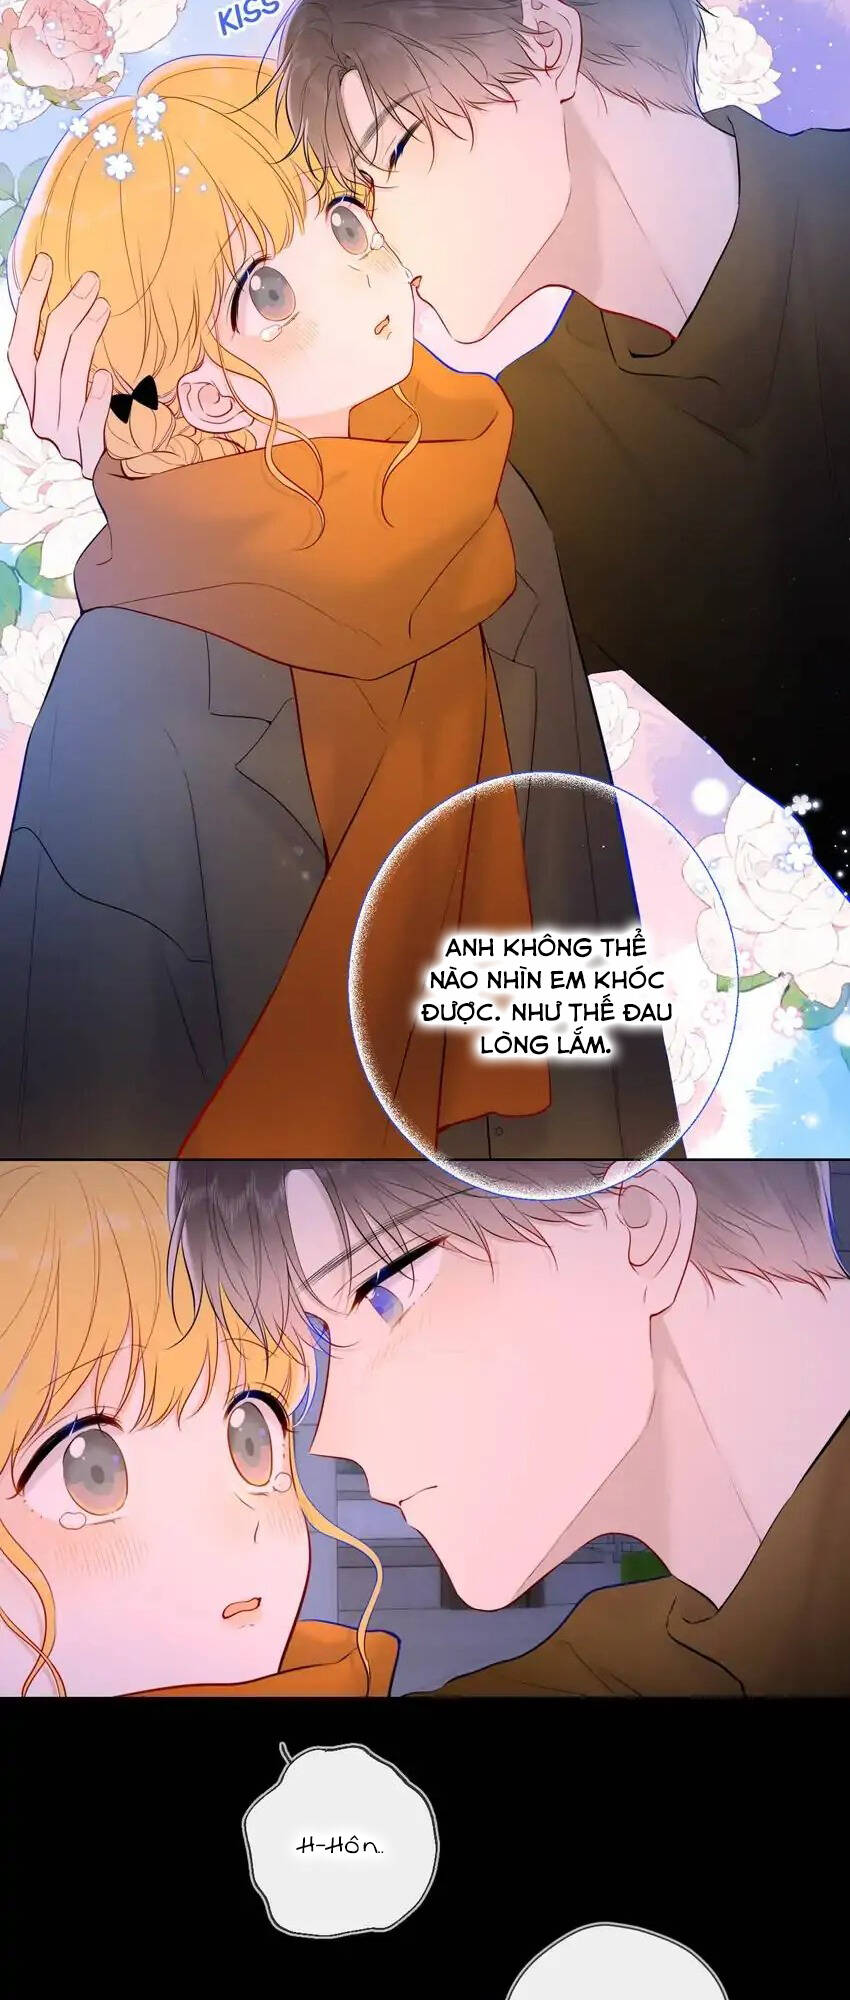 KISS
ANH KHÔNG THỂ
NÀO NHÌN EM KHÓC
ĐƯỢC. NHƯ THẾ ĐAU
LÒNG LẮM.
H-HÔN..